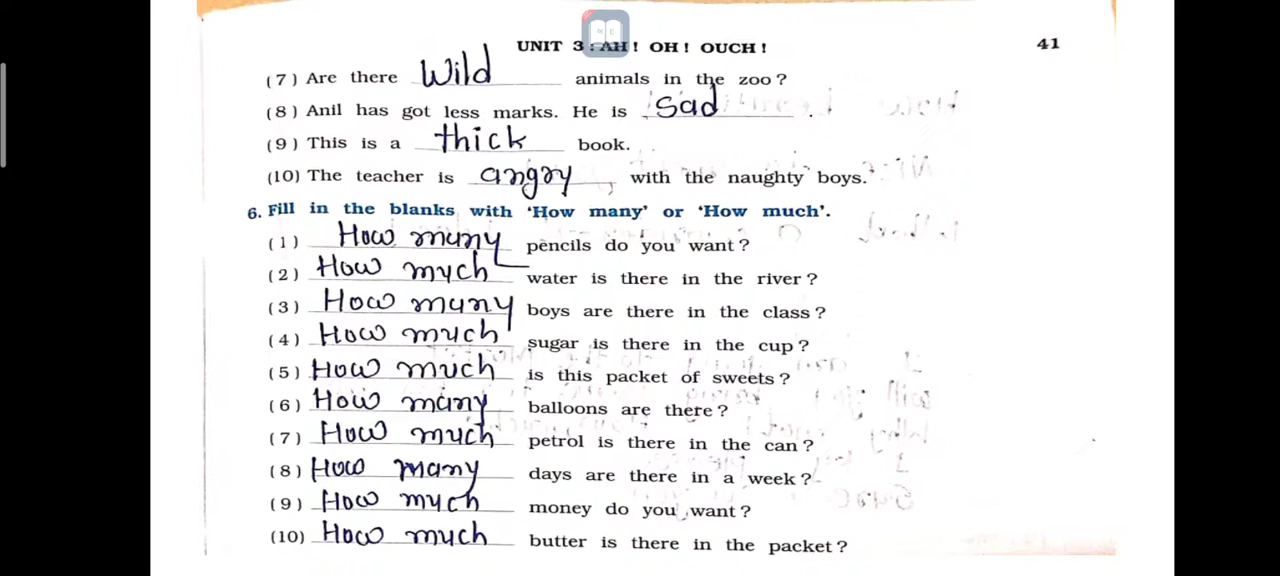 UNIT 3 : AH! OH! OUCH! 41
(7) Are there Wild animals in the zoo?
(8) Anil has got less marks. He is sad .
(9) This is a thick book.
(10) The teacher is angry with the naughty boys.
6. Fill in the blanks with 'How many' or 'How much'.
(1) How many pencils do you want?
(2) How much water is there in the river?
(3) How many boys are there in the class?
(4) How much sugar is there in the cup?
(5) How much is this packet of sweets?
(6) How many balloons are there?
(7) How much petrol is there in the can?
(8) How many days are there in a week?
(9) How much money do you want?
(10) How much butter is there in the packet?